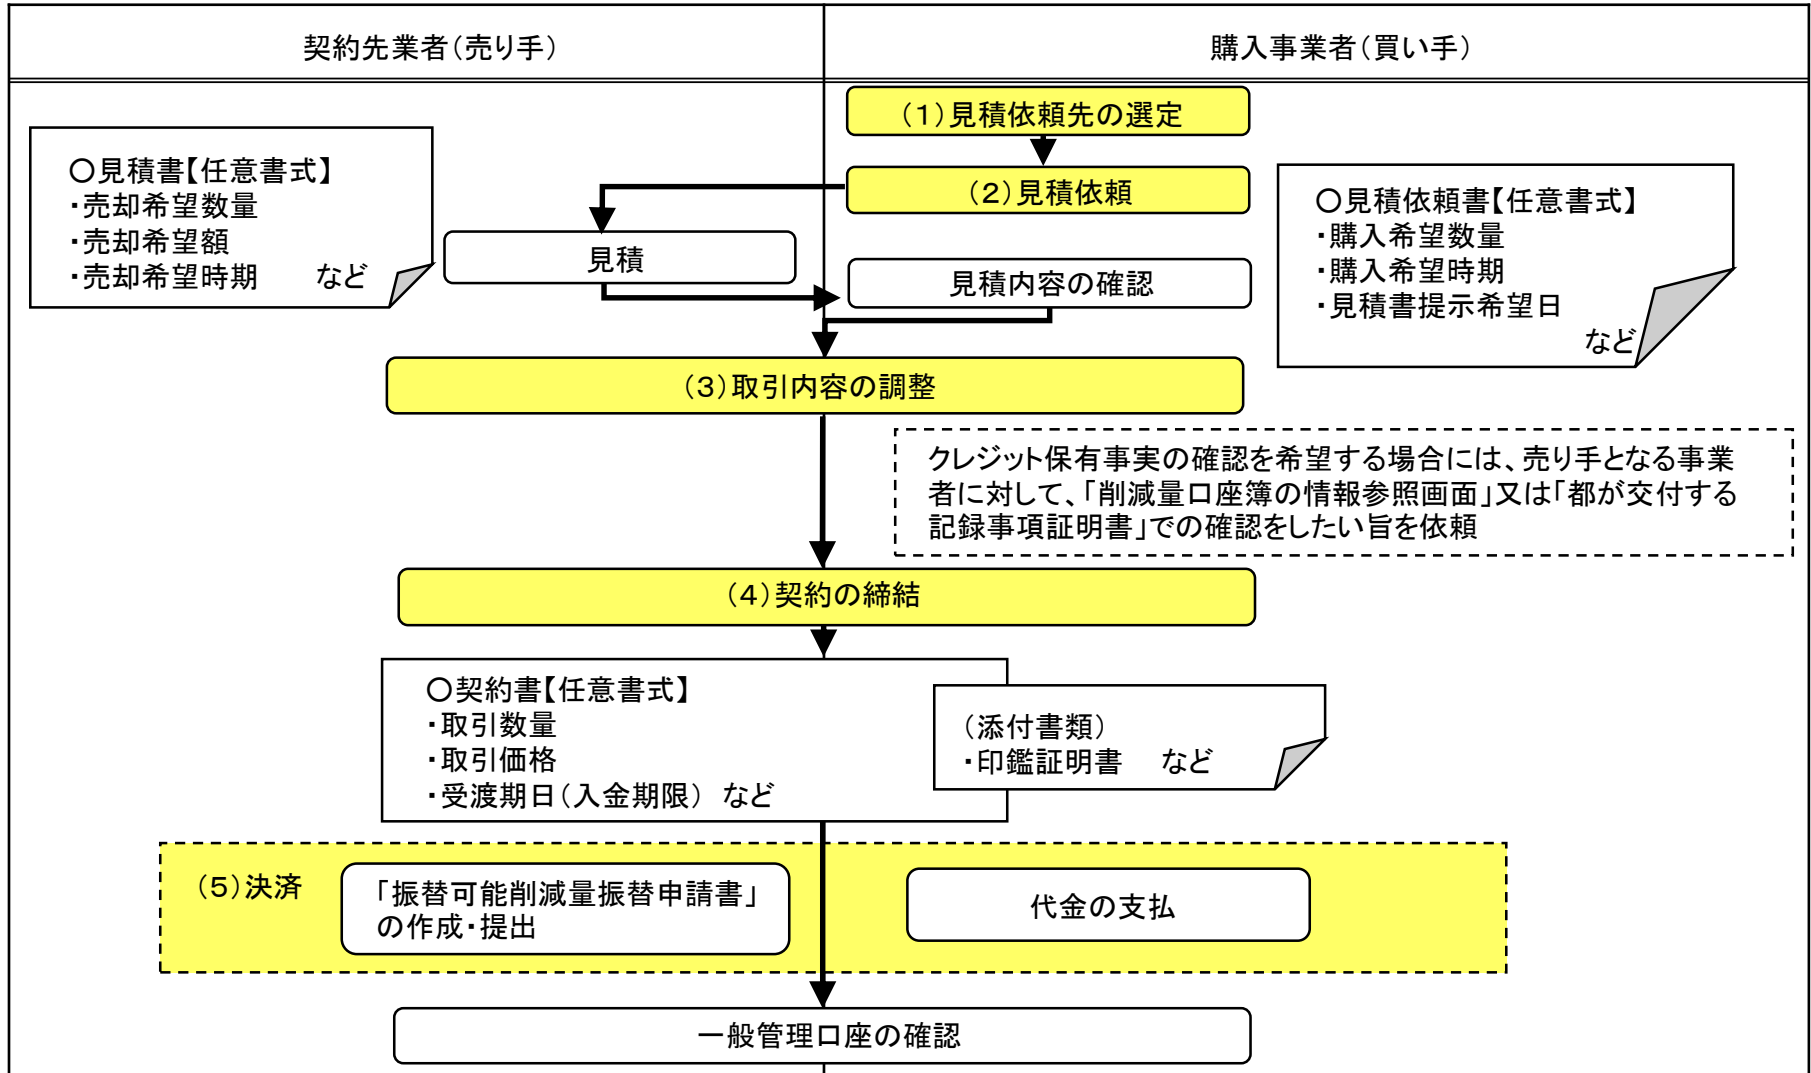 契約先業者(売り手)
購入事業者(買い手)
(1)見積依頼先の選定
○見積書【任意書式】
・売却希望数量
・売却希望額
・売却希望時期 など
(2)見積依頼
○見積依頼書【任意書式】
・購入希望数量
・購入希望時期
・見積書提示希望日
など
見積
見積内容の確認
(3)取引内容の調整
クレジット保有事実の確認を希望する場合には、売り手となる事業
者に対して、「削減量口座簿の情報参照画面」又は「都が交付する
記録事項証明書」での確認をしたい旨を依頼
(4)契約の締結
○契約書【任意書式】
・取引数量
・取引価格
・受渡期日(入金期限) など
(添付書類)
・印鑑証明書 など
(5)決済
「振替可能削減量振替申請書」
の作成・提出
代金の支払
一般管理口座の確認